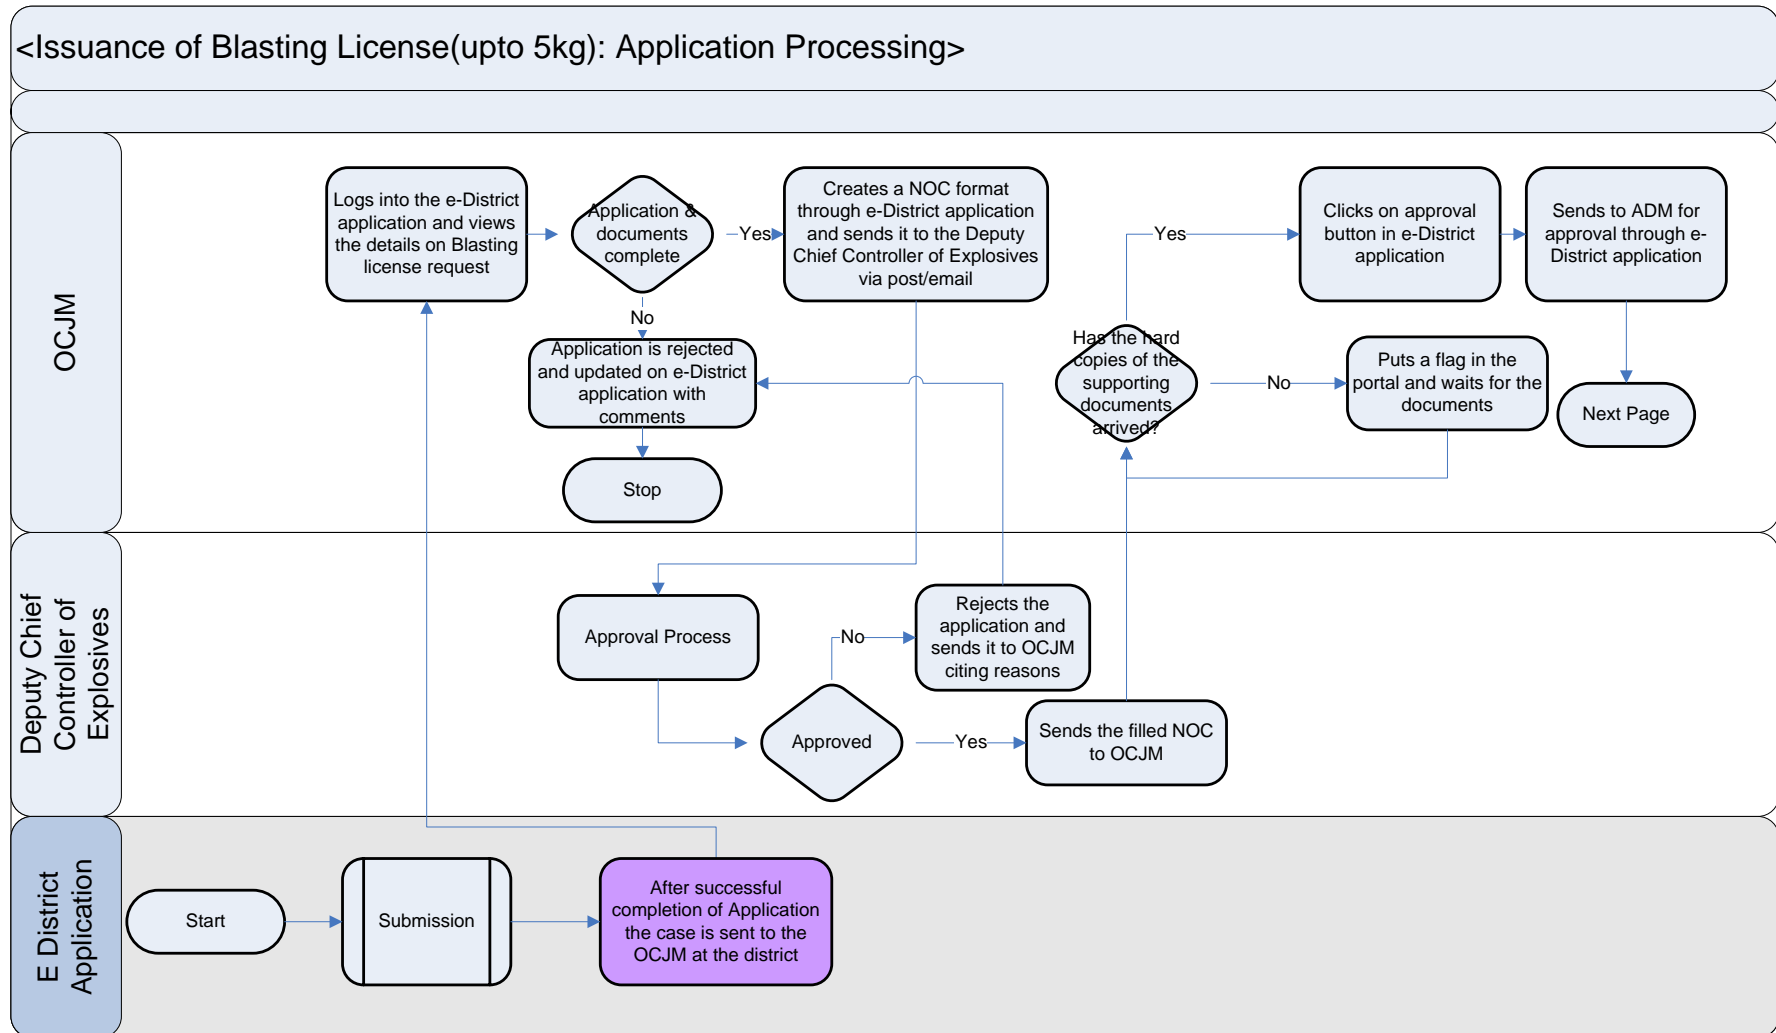 <Issuance of Blasting License(upto 5kg): Application Processing>
OCJM
Logs into the e-District
application and views
the details on Blasting
license request
Application &
documents
complete
Yes
Creates a NOC format
through e-District application
and sends it to the Deputy
Chief Controller of Explosives
via post/email
No
Application is rejected
and updated on e-District
application with
comments
Stop
Has the hard
copies of the
supporting
documents
arrived?
Yes
Clicks on approval
button in e-District
application
Sends to ADM for
approval through e-
District application
No
Puts a flag in the
portal and waits for the
documents
Next Page
Deputy Chief
Controller of
Explosives
Approval Process
Approved
No
Rejects the
application and
sends it to OCJM
citing reasons
Yes
Sends the filled NOC
to OCJM
E District
Application
Start
Submission
After successful
completion of Application
the case is sent to the
OCJM at the district